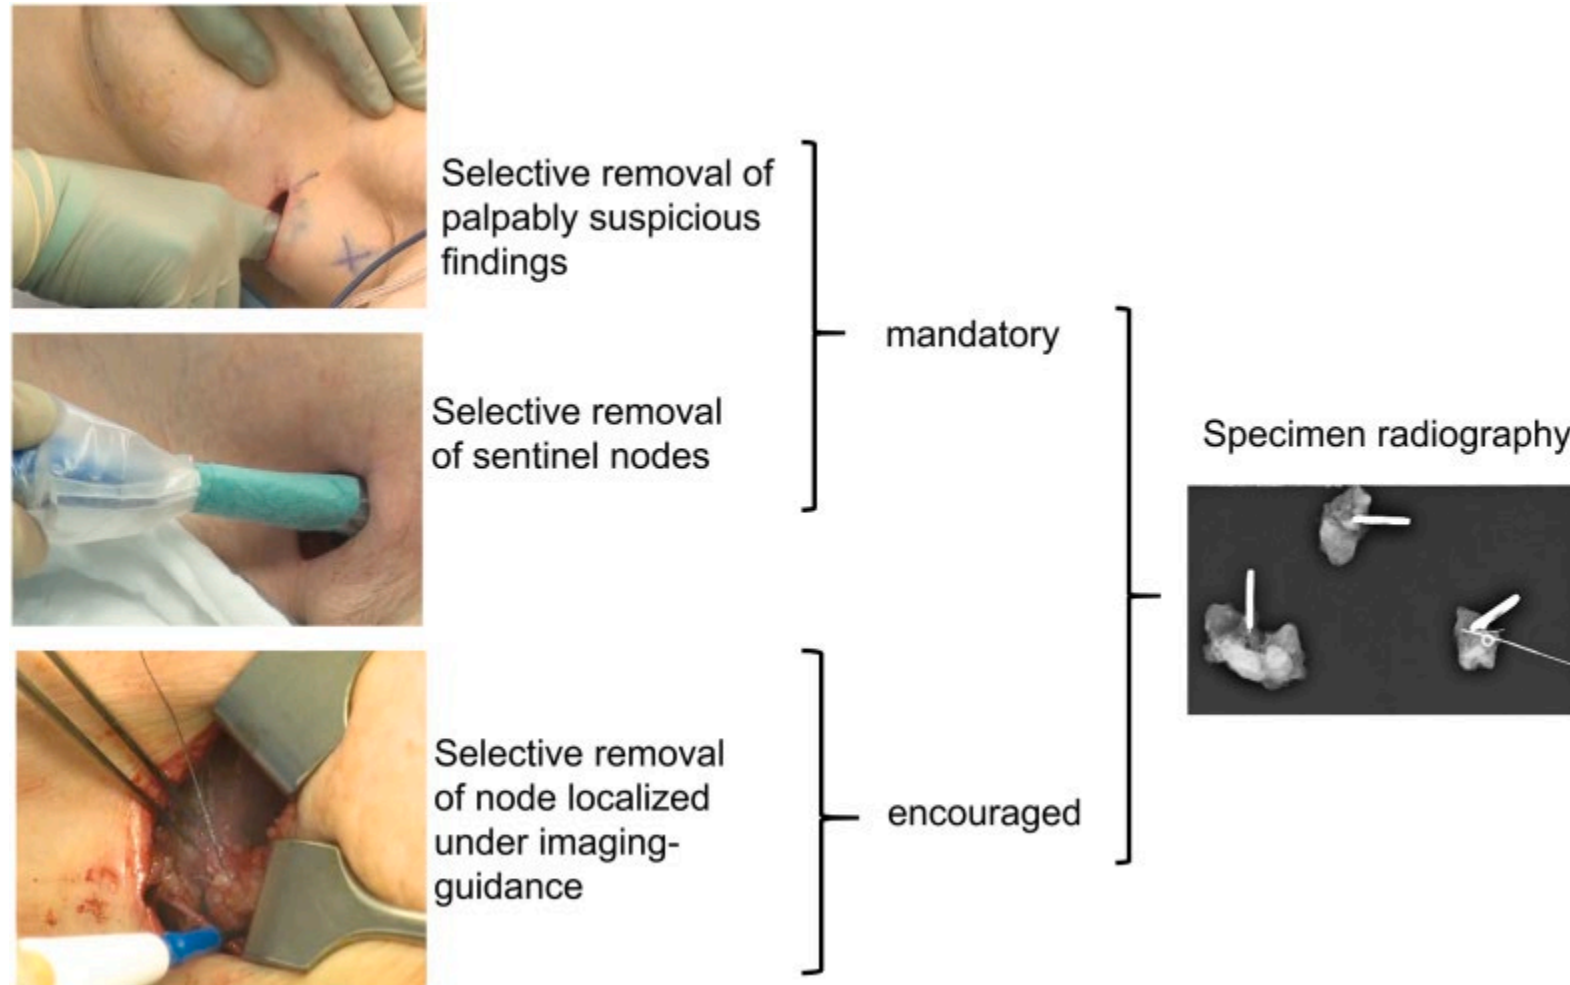 Selective removal of
palpably suspicious
findings
mandatory
Selective removal
of sentinel nodes
Specimen radiography
Selective removal
of node localized
under imaging-
guidance
encouraged